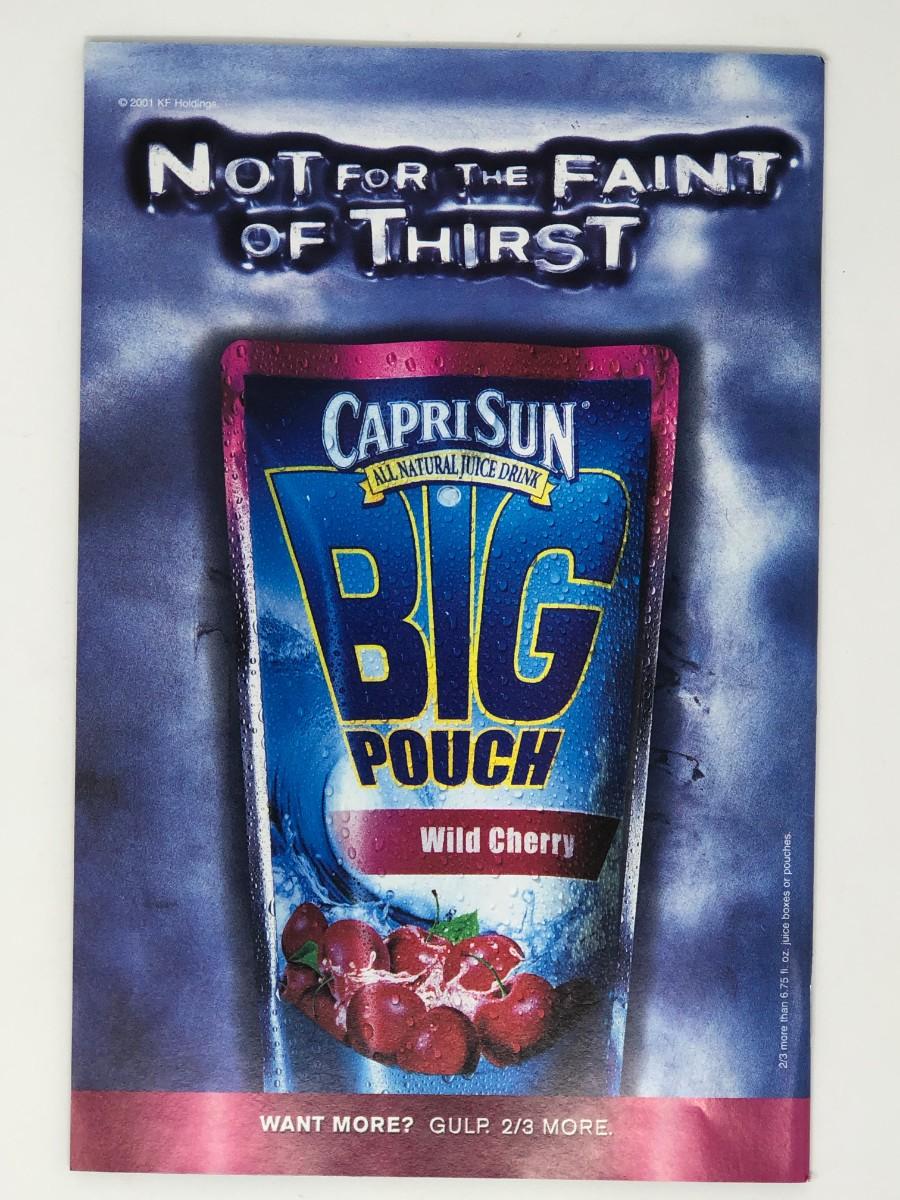 © 2001 KF Holdings.
NOT FOR THE FAINT
OF THIRST
CAPRI SUN®
ALL NATURAL JUICE DRINK
BIG
POUCH
Wild Cherry
2/3 more than 6.75 fl. oz. juice boxes or pouches.
WANT MORE? GULP. 2/3 MORE.